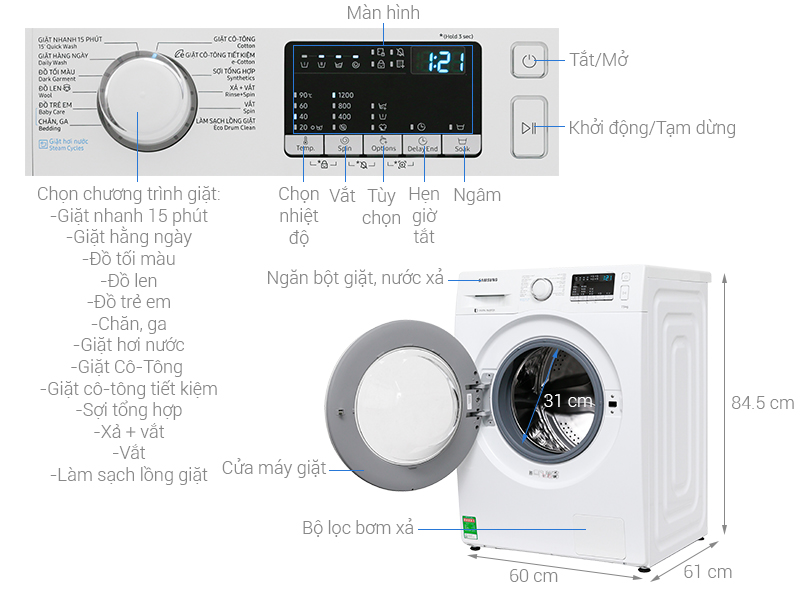 Màn hình
*(Hold 3 sec)
GIẶT NHANH 15 PHÚT
15' Quick Wash
GIẶT HÀNG NGÀY
Daily Wash
ĐỒ TỐI MÀU
Dark Garment
ĐỒ LEN
Wool
ĐỒ TRẺ EM
Baby Care
CHĂN, GA
Bedding
Giặt hơi nước
Steam Cycles
GIẶT CÔ-TÔNG
Cotton
GIẶT CÔ-TÔNG TIẾT KIỆM
e-Cotton
SỢI TỔNG HỢP
Synthetics
XẢ + VẮT
Rinse+Spin
VẮT
Spin
LÀM SẠCH LỒNG GIẶT
Eco Drum Clean
1:21
90℃ 1200
60 800
40 400
20
Temp. Spin Options Delay End Soak
Tắt/Mở
Khởi động/Tạm dừng
Chọn nhiệt độ
Vắt
Tùy chọn
Hẹn giờ tắt
Ngâm
Chọn chương trình giặt:
-Giặt nhanh 15 phút
-Giặt hằng ngày
-Đồ tối màu
-Đồ len
-Đồ trẻ em
-Chăn, ga
-Giặt hơi nước
-Giặt Cô-Tông
-Giặt cô-tông tiết kiệm
-Sợi tổng hợp
-Xả + vắt
-Vắt
-Làm sạch lồng giặt
Ngăn bột giặt, nước xả
SAMSUNG
31 cm
84.5 cm
Cửa máy giặt
Bộ lọc bơm xả
60 cm
61 cm